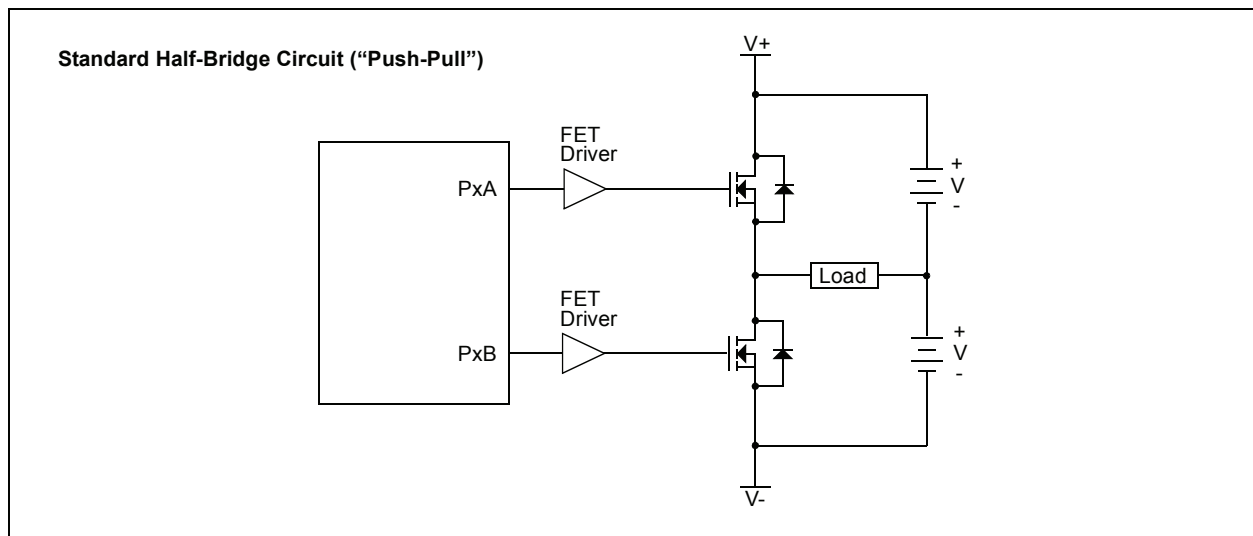 Standard Half-Bridge Circuit (“Push-Pull”)
V+
FET
Driver
PxA
+
V
-
Load
FET
Driver
PxB
+
V
-
V-